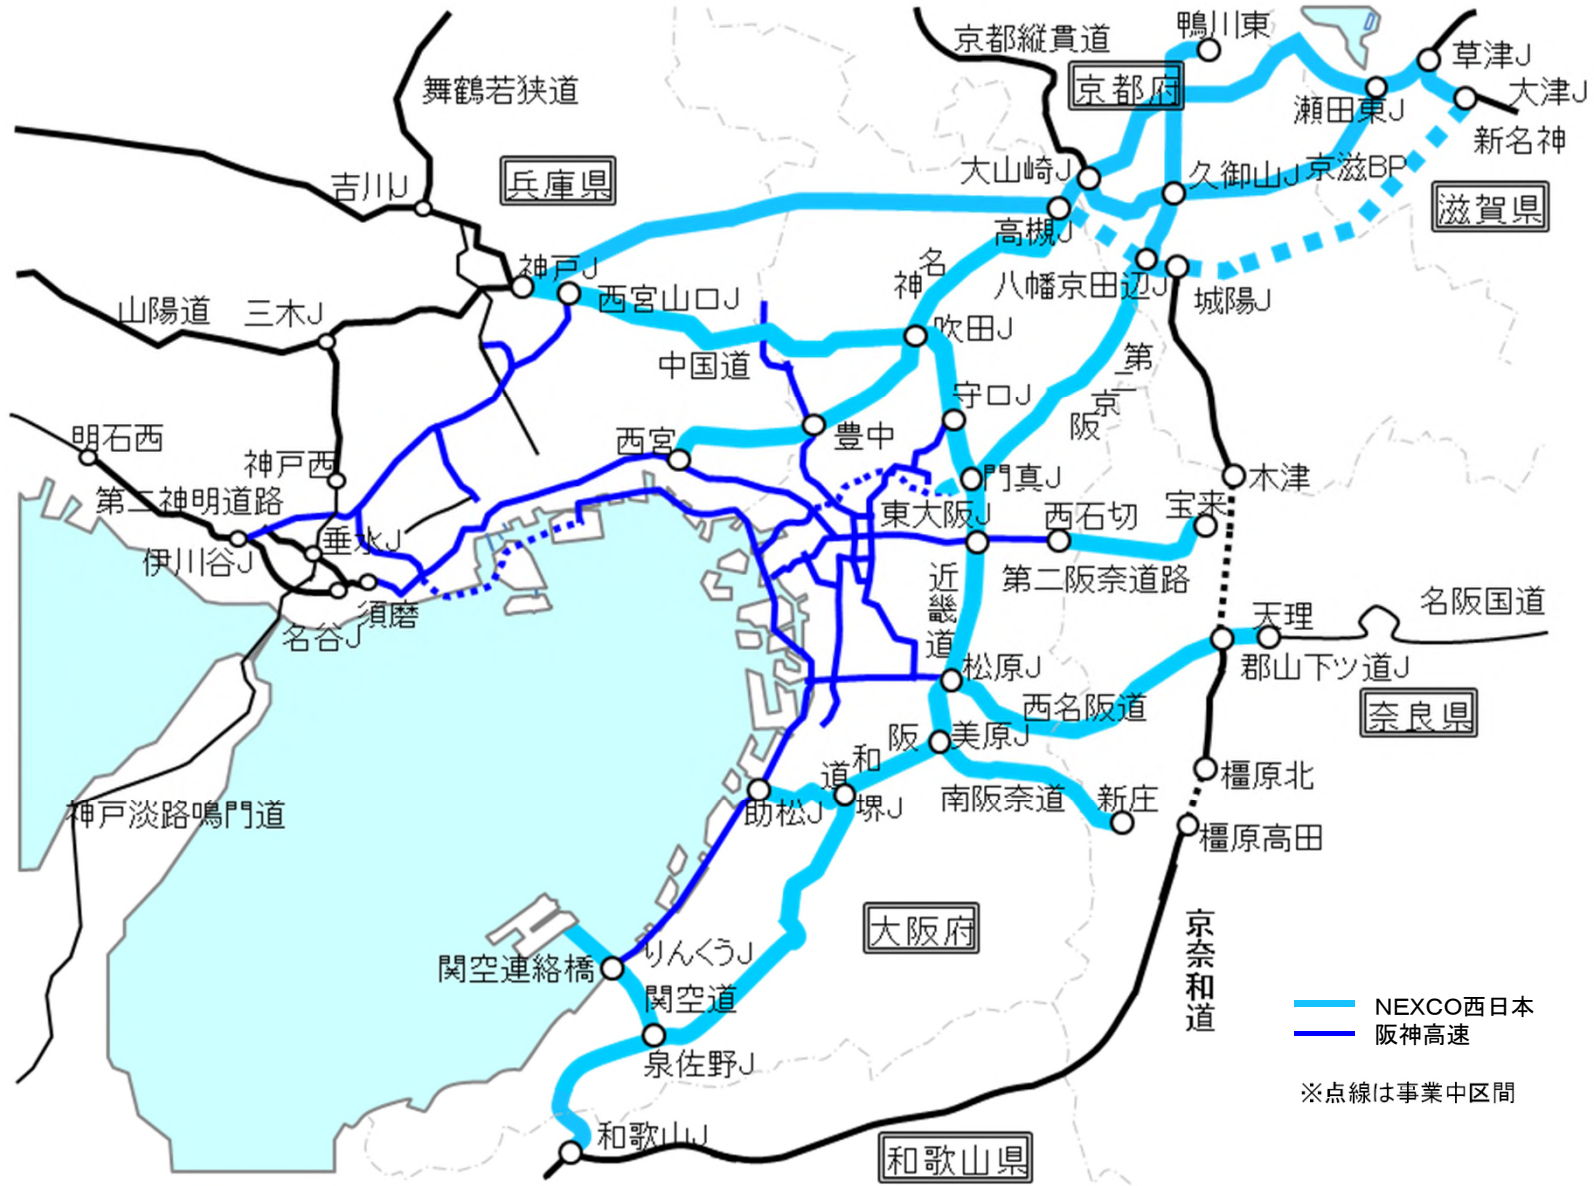 鴨川東
京都縦貫道
草津J
京都府
大津J
舞鶴若狭道
瀬田東J
新名神
大山崎J
久御山J
京滋BP
吉川J
兵庫県
滋賀県
高槻J
名神
神戸J
八幡京田辺J
城陽J
西宮山口J
山陽道
三木J
吹田J
中国道
第二京阪
守口J
明石西
西宮
豊中
神戸西
門真J
木津
第二神明道路
東大阪J
西石切
宝来
垂水J
伊川谷J
近畿道
第二阪奈道路
須磨
名谷J
天理
名阪国道
松原J
郡山下ツ道J
西名阪道
奈良県
阪和道
美原J
橿原北
神戸淡路鳴門道
助松J
堺J
南阪奈道
新庄
橿原高田
大阪府
京奈和道
関空連絡橋
りんくうJ
関空道
NEXCO西日本
阪神高速
泉佐野J
※点線は事業中区間
和歌山J
和歌山県